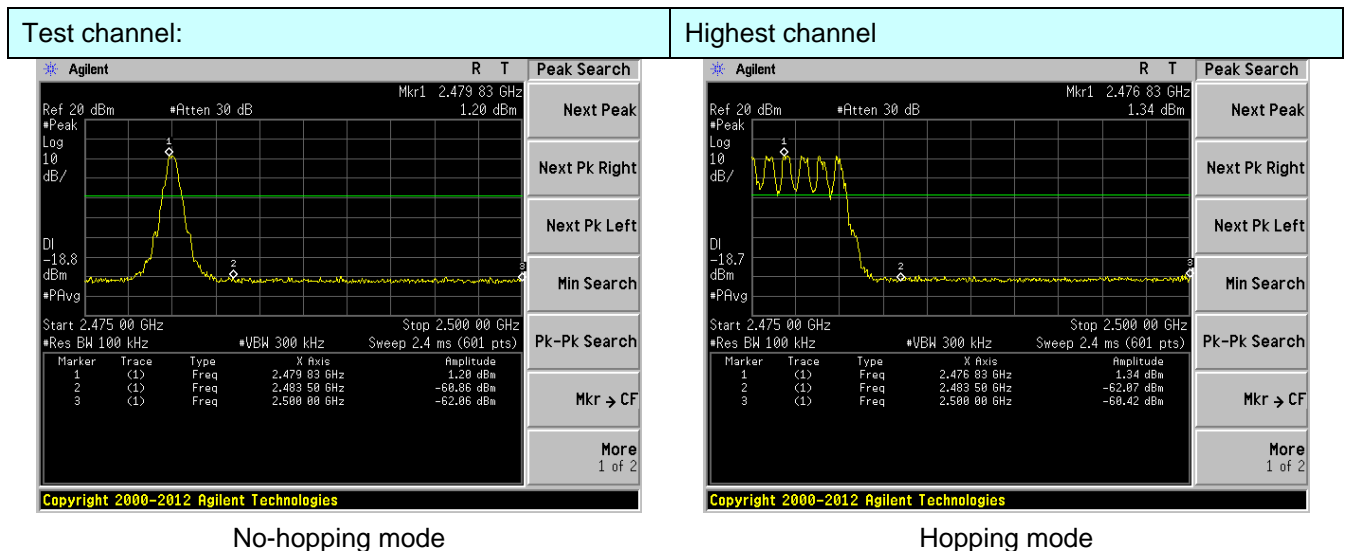 Test channel: Highest channel
Agilent R T Peak Search
Mkr1 2.479 83 GHz
Ref 20 dBm #Atten 30 dB 1.20 dBm
#Peak
Log
10
dB/
1
2
3
DI
-18.8
dBm
#PAvg
Start 2.475 00 GHz Stop 2.500 00 GHz
#Res BW 100 kHz #VBW 300 kHz Sweep 2.4 ms (601 pts)
Marker Trace Type X Axis Amplitude
1 (1) Freq 2.479 83 GHz 1.20 dBm
2 (1) Freq 2.483 50 GHz -60.86 dBm
3 (1) Freq 2.500 00 GHz -62.06 dBm
Next Peak
Next Pk Right
Next Pk Left
Min Search
Pk-Pk Search
Mkr → CF
More
1 of 2
Copyright 2000-2012 Agilent Technologies
No-hopping mode
Agilent R T Peak Search
Mkr1 2.476 83 GHz
Ref 20 dBm #Atten 30 dB 1.34 dBm
#Peak
Log
10
dB/
1
2
3
DI
-18.7
dBm
#PAvg
Start 2.475 00 GHz Stop 2.500 00 GHz
#Res BW 100 kHz #VBW 300 kHz Sweep 2.4 ms (601 pts)
Marker Trace Type X Axis Amplitude
1 (1) Freq 2.476 83 GHz 1.34 dBm
2 (1) Freq 2.483 50 GHz -62.07 dBm
3 (1) Freq 2.500 00 GHz -60.42 dBm
Next Peak
Next Pk Right
Next Pk Left
Min Search
Pk-Pk Search
Mkr → CF
More
1 of 2
Copyright 2000-2012 Agilent Technologies
Hopping mode